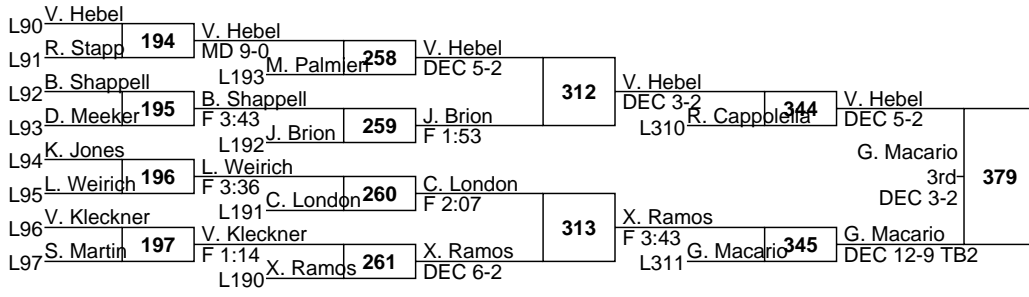 L90 V. Hebel
194
L91 R. Stapp
V. Hebel
MD 9-0
258
L193 M. Palmieri
V. Hebel
DEC 5-2
L92 B. Shappell
195
L93 D. Meeker
B. Shappell
F 3:43
259
L192 J. Brion
J. Brion
F 1:53
312
V. Hebel
DEC 3-2
344
L310 R. Cappolella
V. Hebel
DEC 5-2
L94 K. Jones
196
L95 L. Weirich
L. Weirich
F 3:36
260
L191 C. London
C. London
F 2:07
L96 V. Kleckner
197
L97 S. Martin
V. Kleckner
F 1:14
261
L190 X. Ramos
X. Ramos
DEC 6-2
313
X. Ramos
F 3:43
345
L311 G. Macario
G. Macario
DEC 12-9 TB2
379
G. Macario
3rd
DEC 3-2